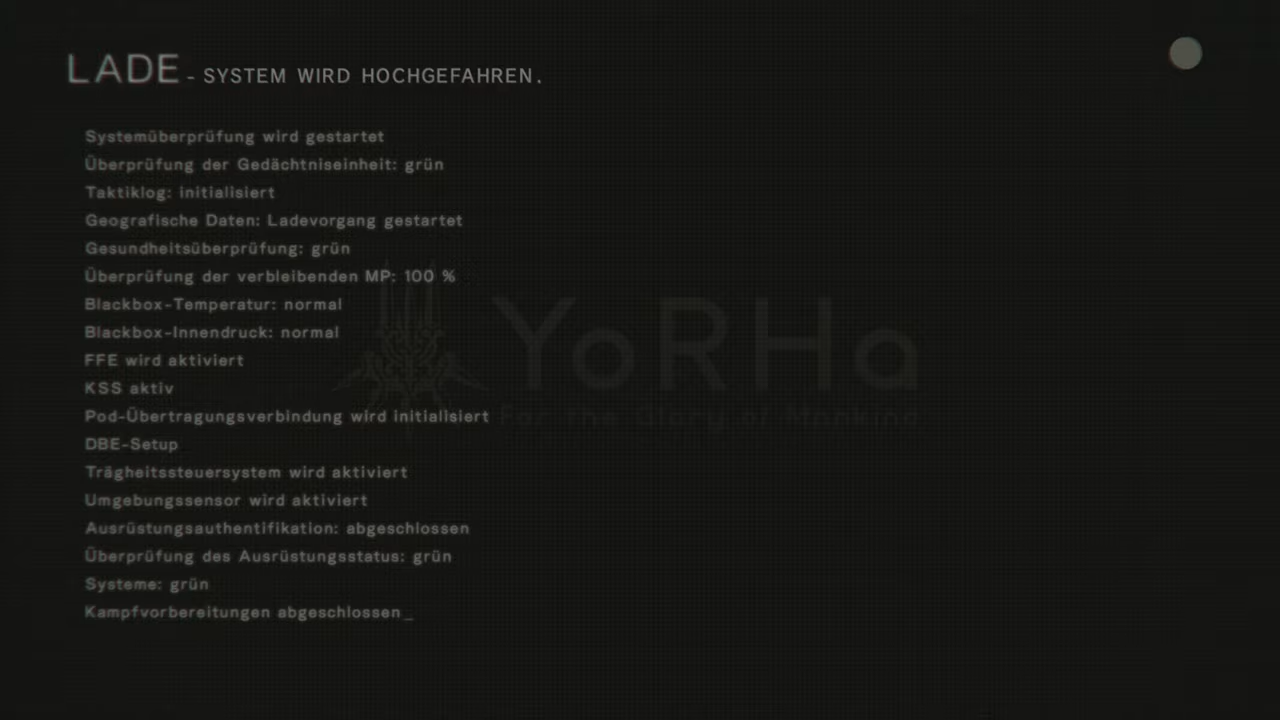 LADE - SYSTEM WIRD HOCHGEFAHREN.
Systemüberprüfung wird gestartet
Überprüfung der Gedächtniseinheit: grün
Taktiklog: initialisiert
Geografische Daten: Ladevorgang gestartet
Gesundheitsüberprüfung: grün
Überprüfung der verbleibenden MP: 100 %
Blackbox-Temperatur: normal
Blackbox-Innendruck: normal
FFE wird aktiviert
KSS aktiv
Pod-Übertragungsverbindung wird initialisiert
DBE-Setup
Trägheitssteuersystem wird aktiviert
Umgebungssensor wird aktiviert
Ausrüstungsauthentifikation: abgeschlossen
Überprüfung des Ausrüstungsstatus: grün
Systeme: grün
Kampfvorbereitungen abgeschlossen_
YoRHa
For the Glory of Mankind